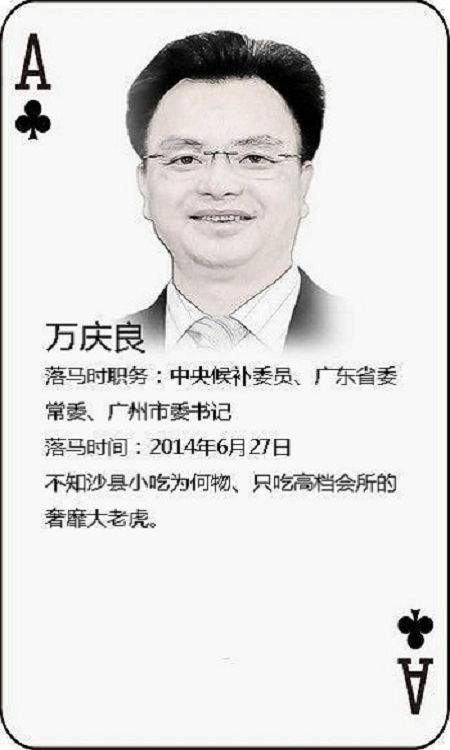 A
万庆良
落马时职务：中央候补委员、广东省委
常委、广州市委书记
落马时间：2014年6月27日
不知沙县小吃为何物、只吃高档会所的
奢靡大老虎。
A